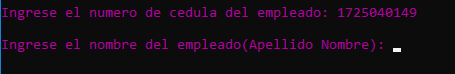 Ingrese el numero de cedula del empleado: 1725040149
Ingrese el nombre del empleado(Apellido Nombre):